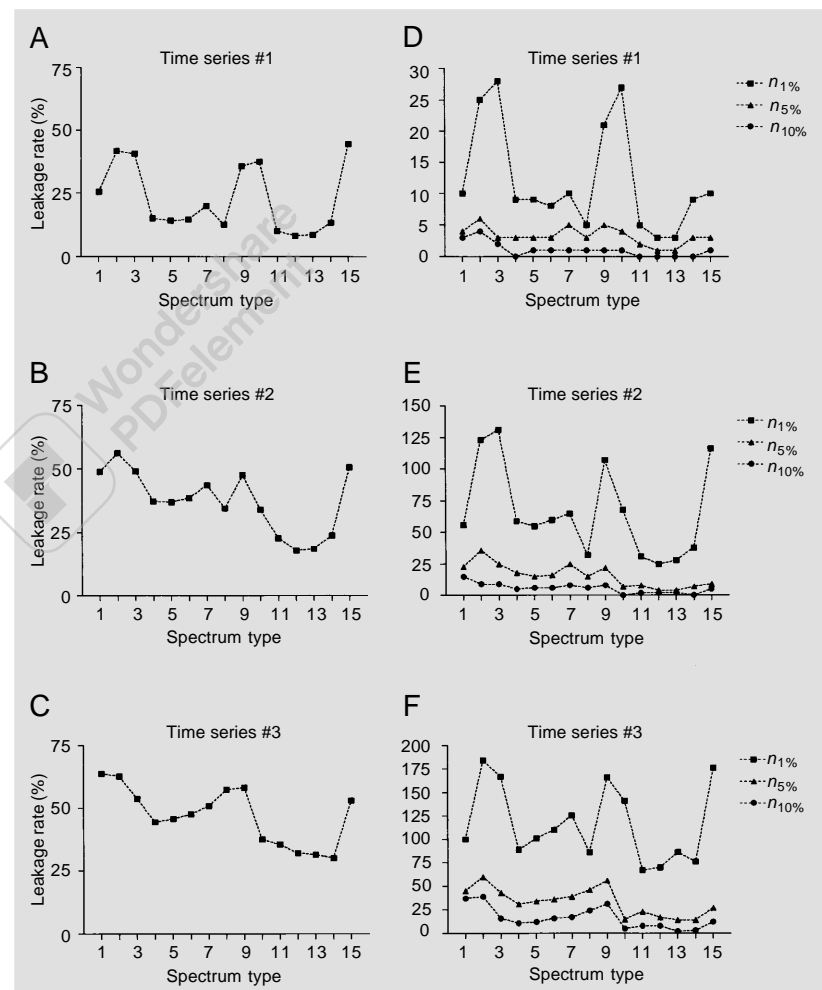 A
Time series #1
Leakage rate (%)
75
50
25
0
1 3 5 7 9 11 13 15
Spectrum type
D
Time series #1
30
25
20
15
10
5
0
1 3 5 7 9 11 13 15
Spectrum type
n1%
n5%
n10%
B
Time series #2
Leakage rate (%)
75
50
25
0
1 3 5 7 9 11 13 15
Spectrum type
E
Time series #2
150
125
100
75
50
25
0
1 3 5 7 9 11 13 15
Spectrum type
n1%
n5%
n10%
C
Time series #3
Leakage rate (%)
75
50
25
0
1 3 5 7 9 11 13 15
Spectrum type
F
Time series #3
200
175
150
125
100
75
50
25
0
1 3 5 7 9 11 13 15
Spectrum type
n1%
n5%
n10%
Wondershare
PDFelement